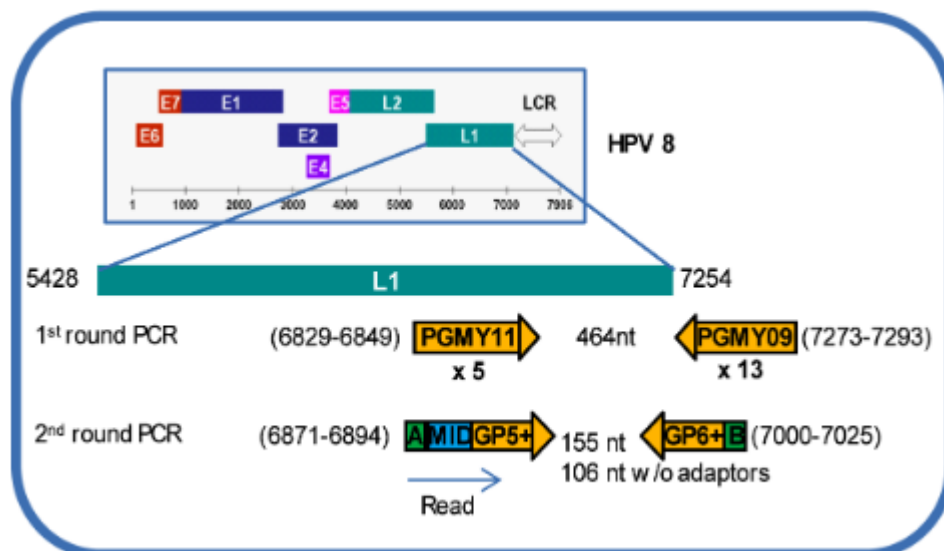 E7 E1 E5 L2 LCR
E6 E2 L1 HPV 8
E4
1 1000 2000 3000 4000 5000 6000 7000 7906
5428 L1 7254
1st round PCR (6829-6849) PGMY11 464nt PGMY09 (7273-7293)
x 5 x 13
2nd round PCR (6871-6894) A MID GP5+ 155 nt GP6+ B (7000-7025)
106 nt w/o adaptors
Read